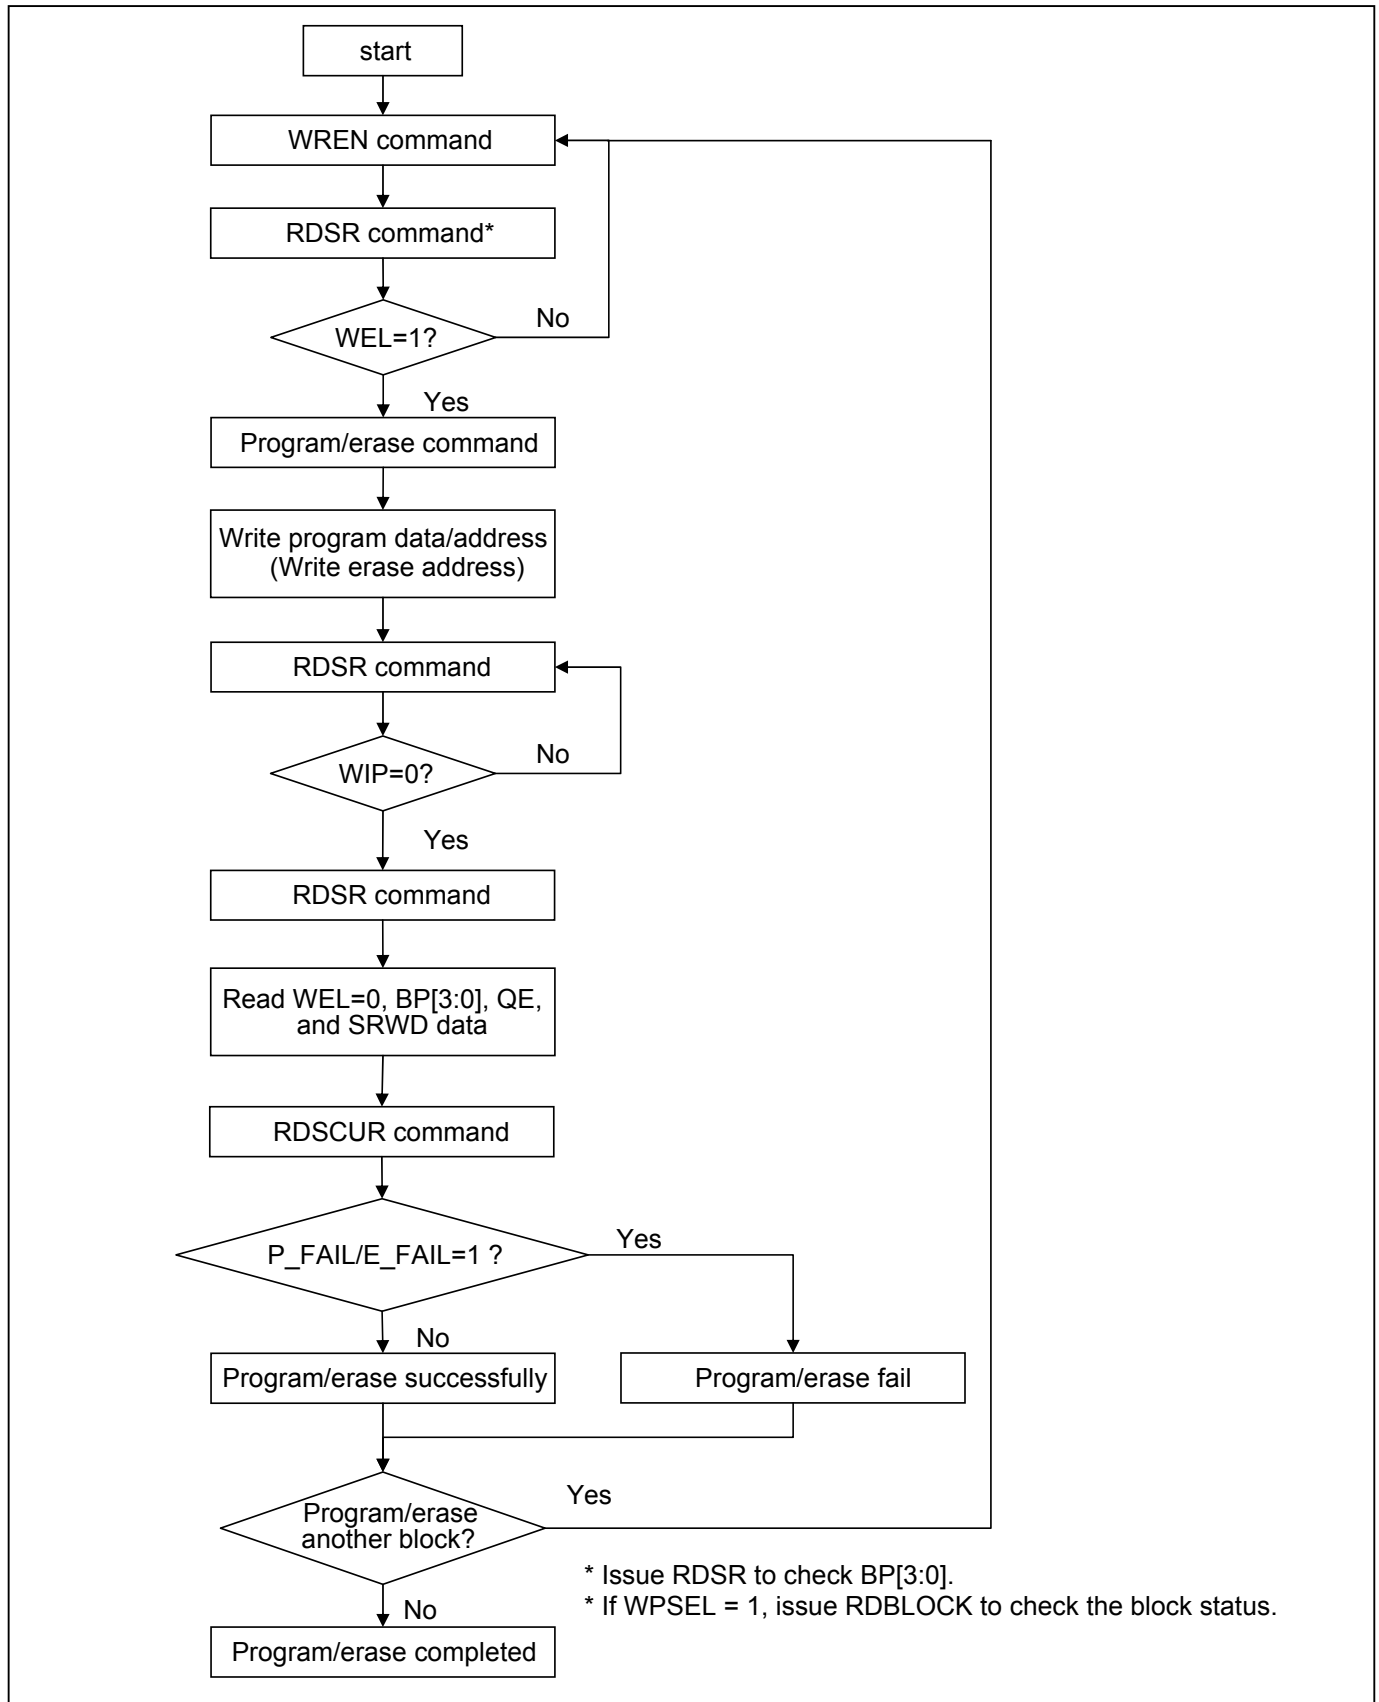 start
WREN command
RDSR command*
WEL=1?
No
Yes
Program/erase command
Write program data/address
(Write erase address)
RDSR command
WIP=0?
No
Yes
RDSR command
Read WEL=0, BP[3:0], QE,
and SRWD data
RDSCUR command
P_FAIL/E_FAIL=1 ?
Yes
No
Program/erase successfully
Program/erase fail
Program/erase
another block?
Yes
* Issue RDSR to check BP[3:0].
* If WPSEL = 1, issue RDBLOCK to check the block status.
No
Program/erase completed